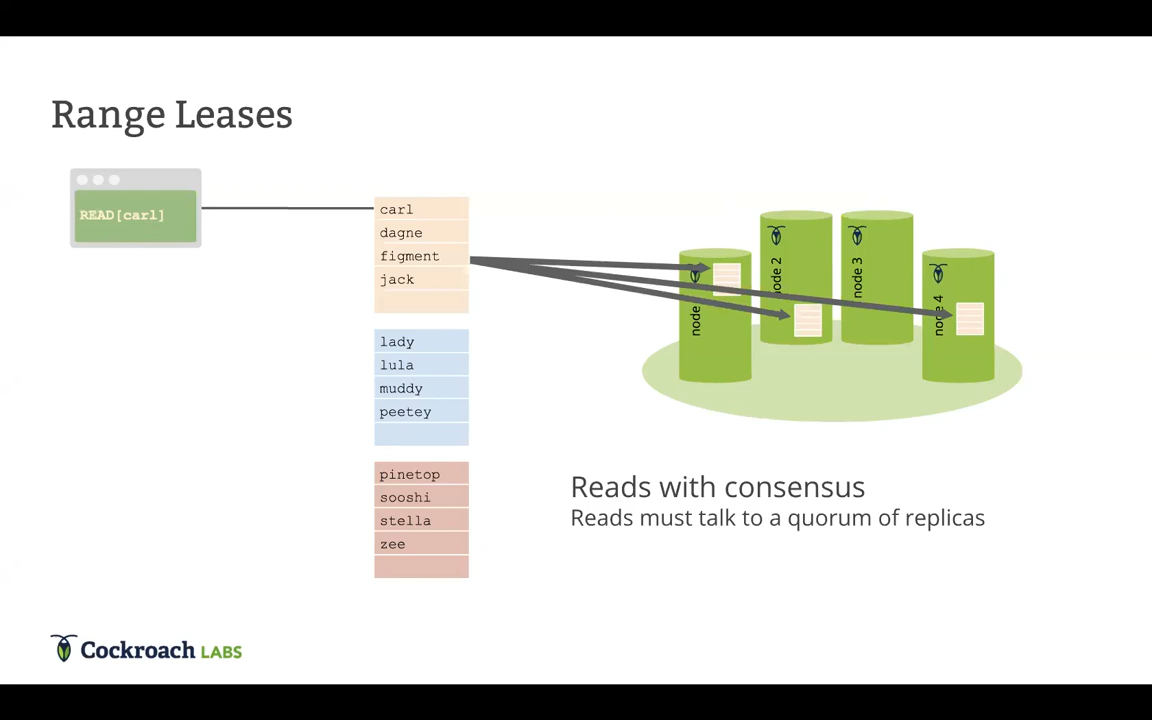 Range Leases
READ[carl]
carl
dagne
figment
jack
lady
lula
muddy
peetey
pinetop
sooshi
stella
zee
node
node 2
node 3
node 4
Reads with consensus
Reads must talk to a quorum of replicas
Cockroach LABS